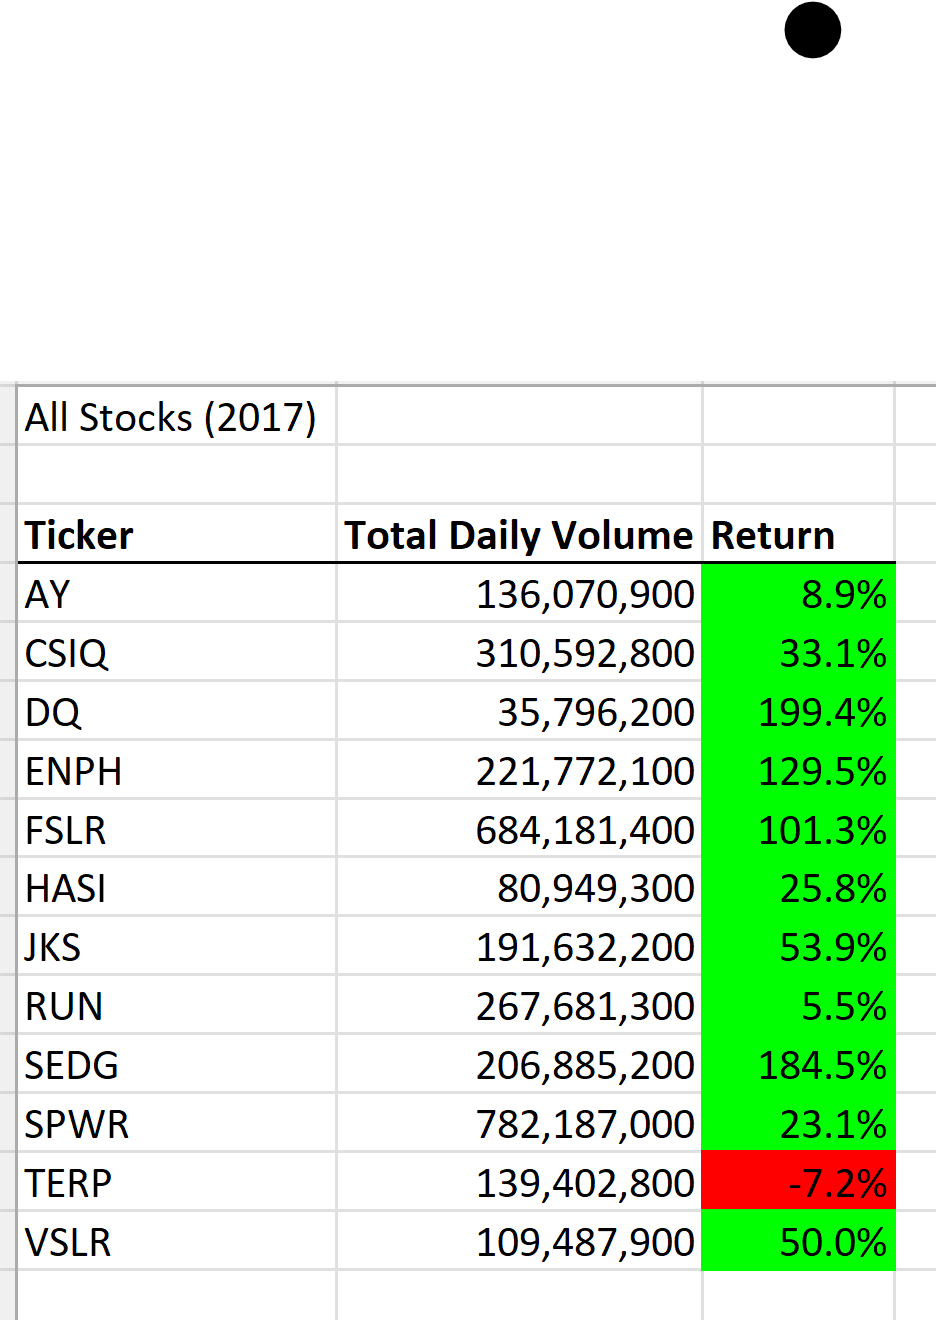 All Stocks (2017)
Ticker Total Daily Volume Return
AY 136,070,900 8.9%
CSIQ 310,592,800 33.1%
DQ 35,796,200 199.4%
ENPH 221,772,100 129.5%
FSLR 684,181,400 101.3%
HASI 80,949,300 25.8%
JKS 191,632,200 53.9%
RUN 267,681,300 5.5%
SEDG 206,885,200 184.5%
SPWR 782,187,000 23.1%
TERP 139,402,800 -7.2%
VSLR 109,487,900 50.0%